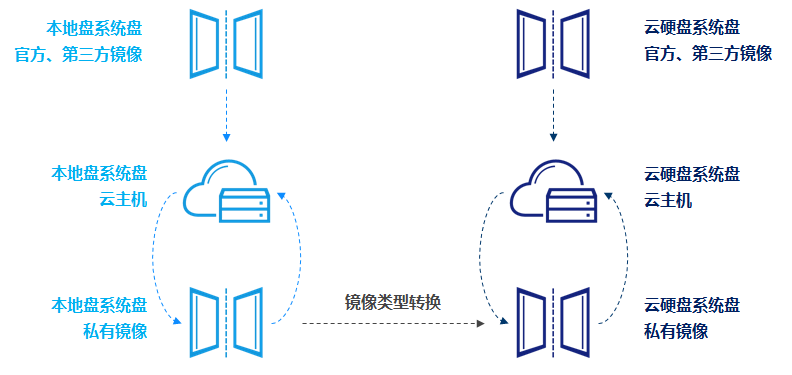 本地盘系统盘
官方、第三方镜像
云硬盘系统盘
官方、第三方镜像
本地盘系统盘
云主机
云硬盘系统盘
云主机
本地盘系统盘
私有镜像
镜像类型转换
云硬盘系统盘
私有镜像